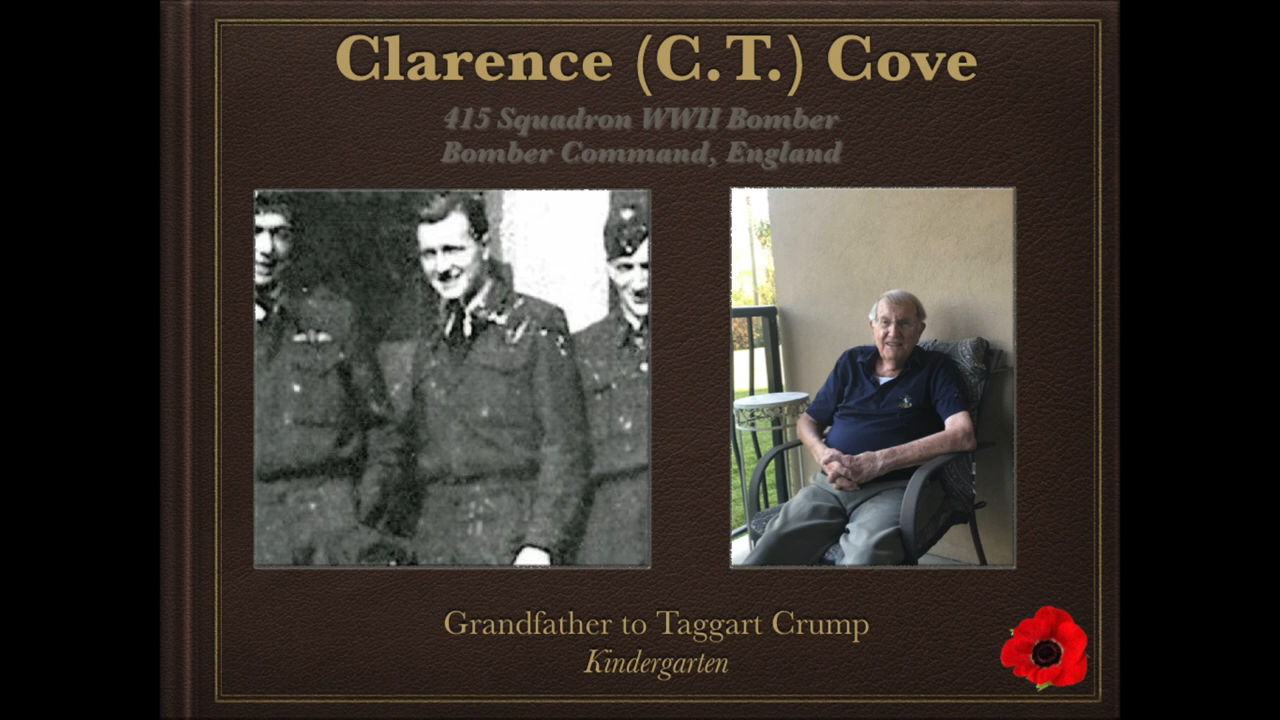 Clarence (C.T.) Cove
415 Squadron WWII Bomber
Bomber Command, England
Grandfather to Taggart Crump
Kindergarten